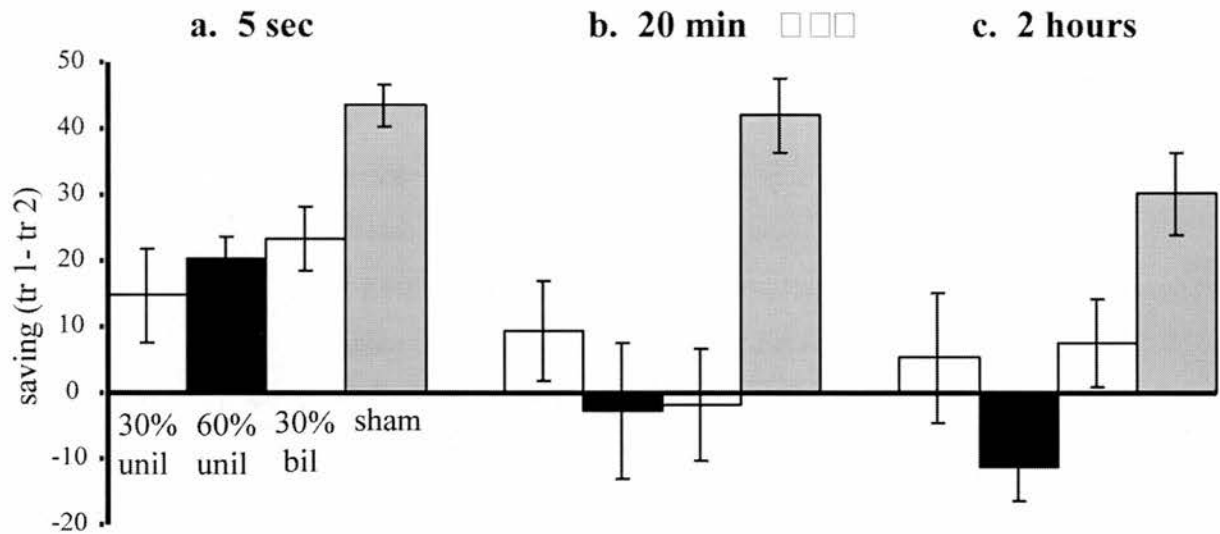 a. 5 sec
b. 20 min □□□
c. 2 hours
saving (tr 1- tr 2)
50
40
30
20
10
0
-10
-20
30% unil
60% unil
30% bil
sham